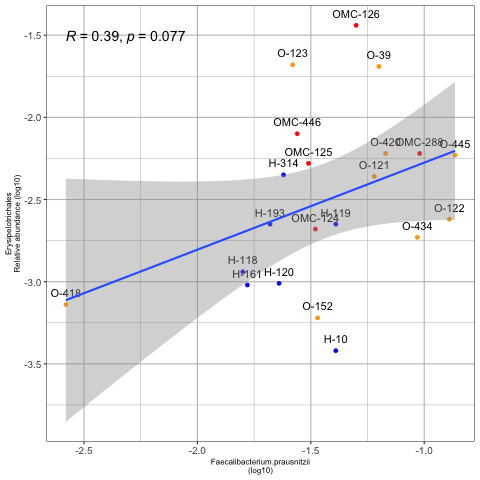 OMC-126
R = 0.39, p = 0.077
O-123
O-39
OMC-446
O-420
OMC-288
O-445
OMC-125
H-314
O-121
H-193
H-119
OMC-124
O-122
O-434
H-118
H-161
H-120
O-418
O-152
H-10
-1.5
-2.0
-2.5
-3.0
-3.5
-2.5
-2.0
-1.5
-1.0
Erysipelotrichales
Relative abundance (log10)
Faecalibacterium.prausnitzii
(log10)